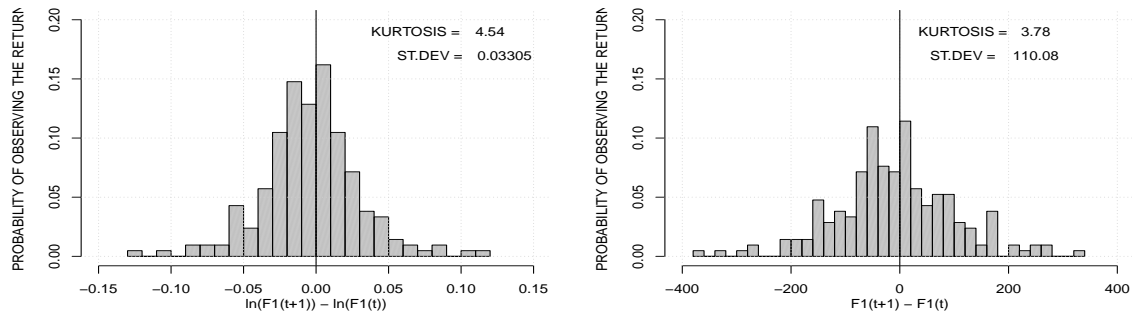 PROBABILITY OF OBSERVING THE RETURN
0.20
0.15
0.10
0.05
0.00
KURTOSIS = 4.54
ST.DEV = 0.03305
−0.15 −0.10 −0.05 0.00 0.05 0.10 0.15
ln(F1(t+1)) − ln(F1(t))
PROBABILITY OF OBSERVING THE RETURN
0.20
0.15
0.10
0.05
0.00
KURTOSIS = 3.78
ST.DEV = 110.08
−400 −200 0 200 400
F1(t+1) − F1(t)